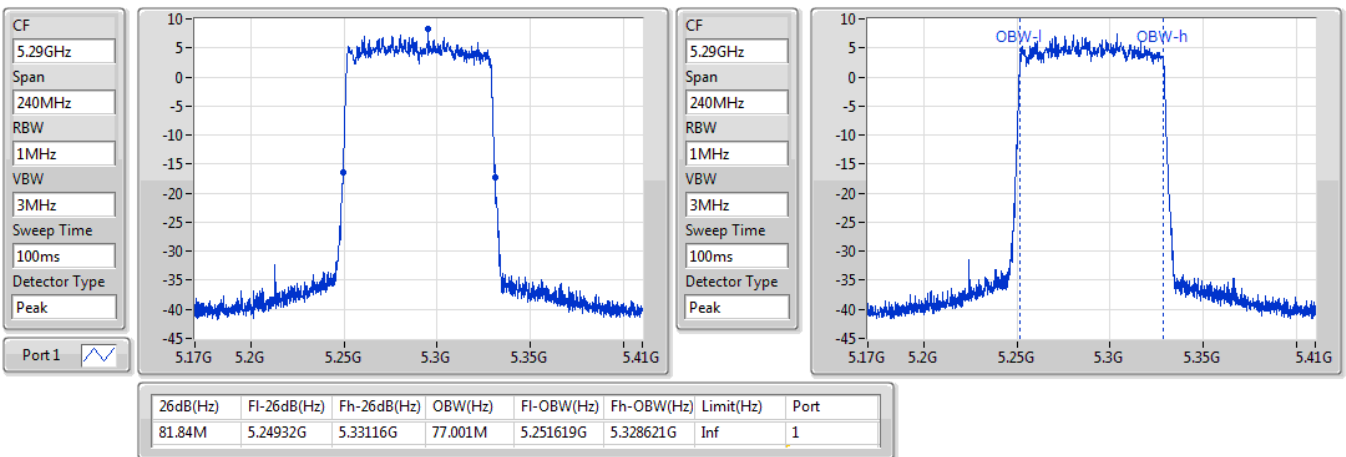 CF
5.29GHz
Span
240MHz
RBW
1MHz
VBW
3MHz
Sweep Time
100ms
Detector Type
Peak
Port 1
10
5
0
-5
-10
-15
-20
-25
-30
-35
-40
-45
5.17G 5.2G 5.25G 5.3G 5.35G 5.41G
CF
5.29GHz
Span
240MHz
RBW
1MHz
VBW
3MHz
Sweep Time
100ms
Detector Type
Peak
OBW-l OBW-h
10
5
0
-5
-10
-15
-20
-25
-30
-35
-40
-45
5.17G 5.2G 5.25G 5.3G 5.35G 5.41G
26dB(Hz) Fl-26dB(Hz) Fh-26dB(Hz) OBW(Hz) Fl-OBW(Hz) Fh-OBW(Hz) Limit(Hz) Port
81.84M 5.24932G 5.33116G 77.001M 5.251619G 5.328621G Inf 1